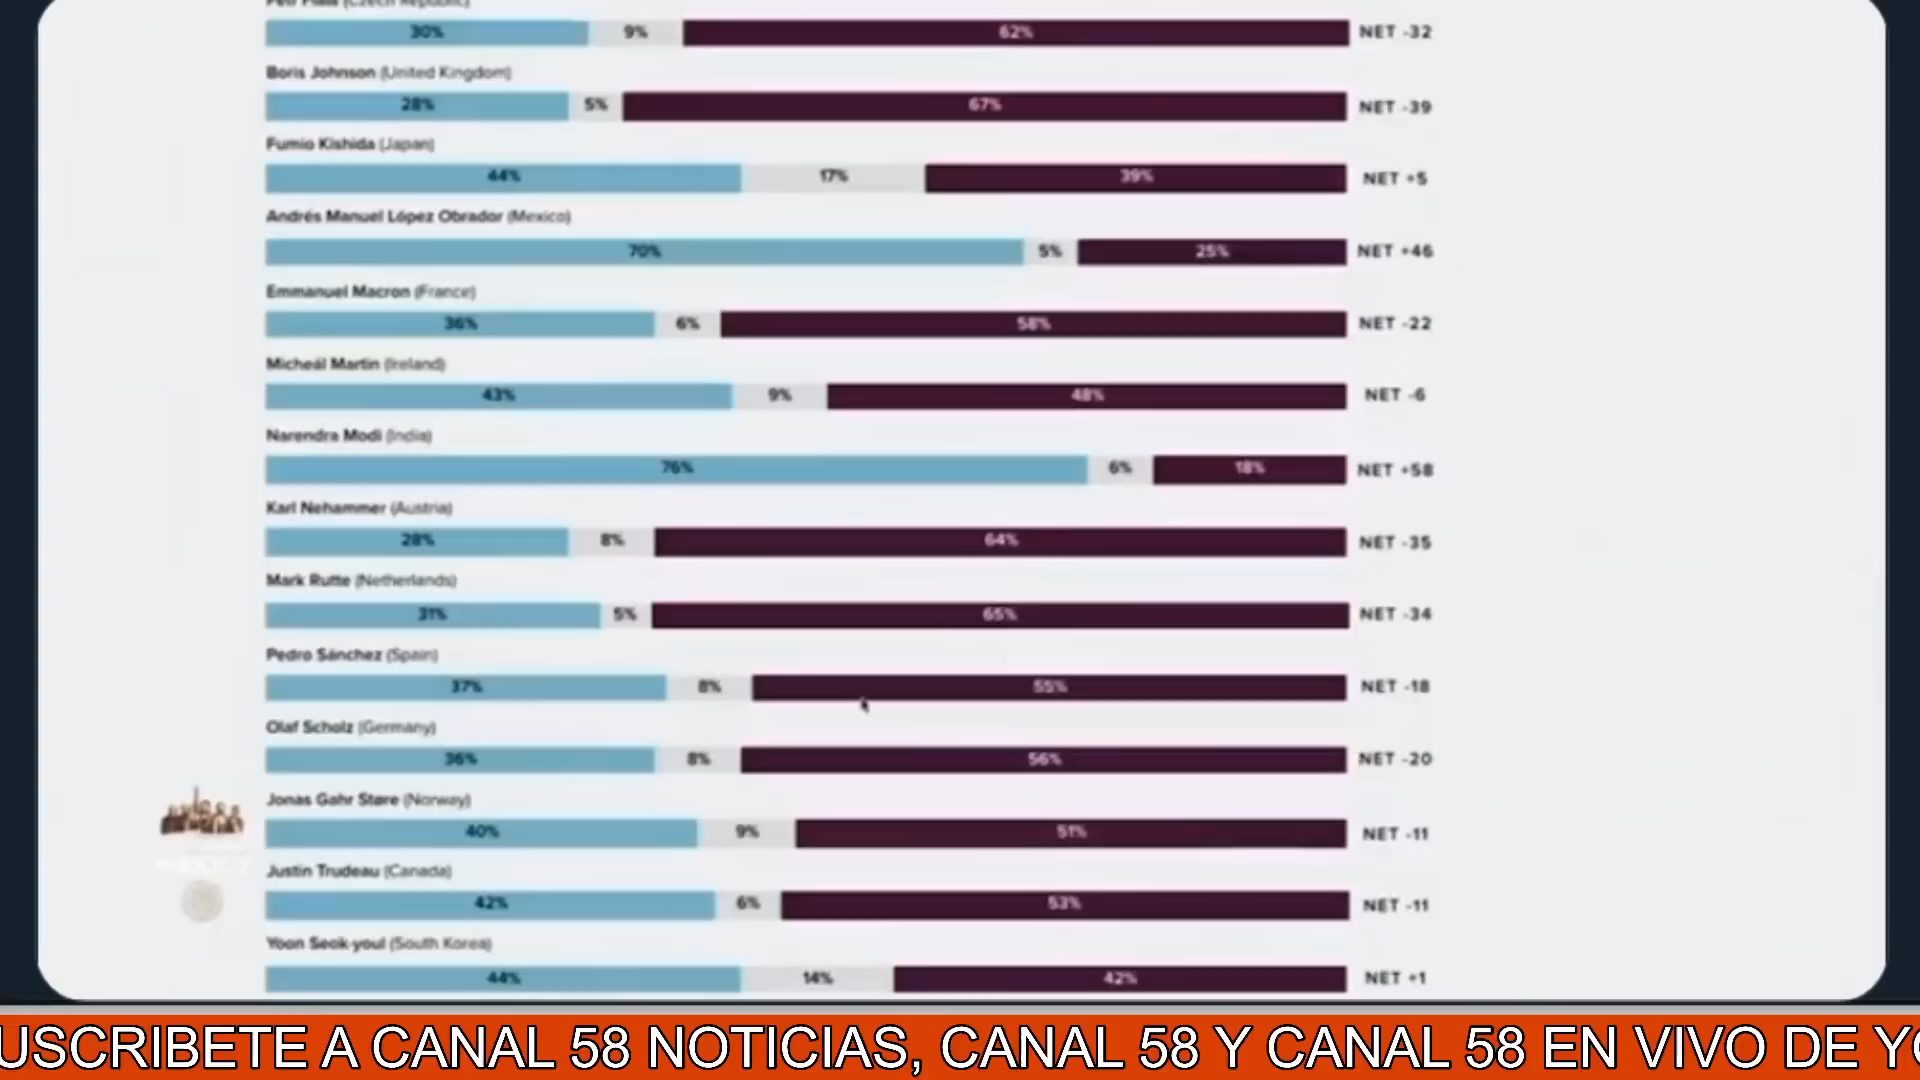 Petr Fiala (Czech Republic)
30% 9% 62% NET -32
Boris Johnson (United Kingdom)
28% 5% 67% NET -39
Fumio Kishida (Japan)
44% 17% 39% NET +5
Andrés Manuel López Obrador (Mexico)
70% 5% 25% NET +46
Emmanuel Macron (France)
36% 6% 58% NET -22
Micheál Martin (Ireland)
43% 9% 48% NET -6
Narendra Modi (India)
76% 6% 18% NET +58
Karl Nehammer (Austria)
28% 8% 64% NET -35
Mark Rutte (Netherlands)
31% 5% 65% NET -34
Pedro Sánchez (Spain)
37% 8% 55% NET -18
Olaf Scholz (Germany)
36% 8% 56% NET -20
Jonas Gahr Støre (Norway)
40% 9% 51% NET -11
Justin Trudeau (Canada)
42% 6% 53% NET -11
Yoon Seok-youl (South Korea)
44% 14% 42% NET +1
USCRIBETE A CANAL 58 NOTICIAS, CANAL 58 Y CANAL 58 EN VIVO DE YO